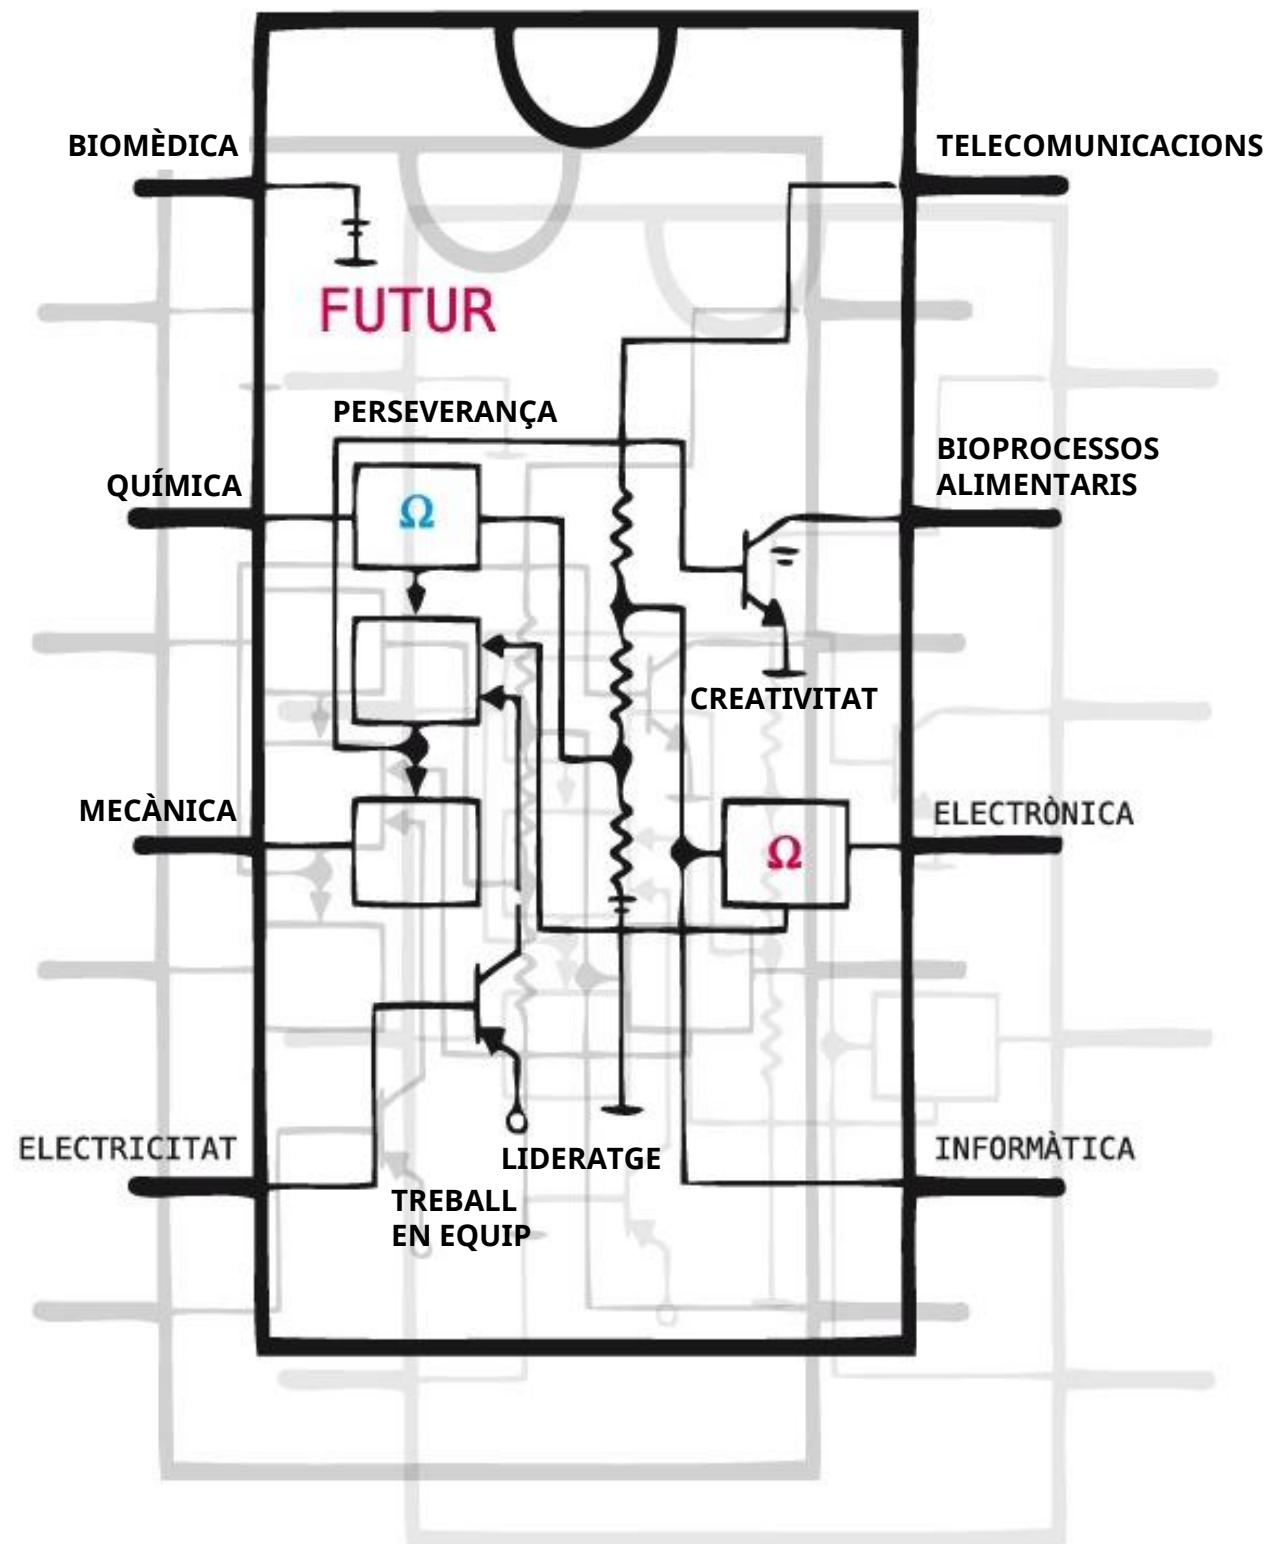 BIOMÈDICA
TELECOMUNICACIONS
FUTUR
PERSEVERANÇA
BIOPROCESSOS
ALIMENTARIS
QUÍMICA
Ω
CREATIVITAT
MECÀNICA
ELECTRÒNICA
Ω
ELECTRICITAT
INFORMÀTICA
LIDERATGE
TREBALL
EN EQUIP